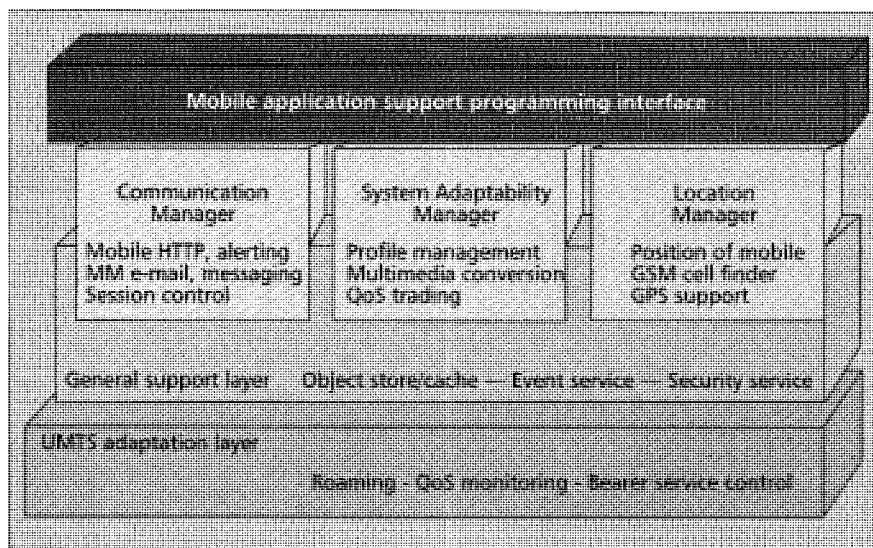 Mobile application support programming interface
Communication
Manager
Mobile HTTP, alerting
MM e-mail, messaging
Session control
System Adaptability
Manager
Profile management
Multimedia conversion
QoS trading
Location
Manager
Position of mobile
GSM cell finder
GPS support
General support layer Object store/cache — Event service — Security service
UMTS adaptation layer
Roaming - QoS monitoring - Bearer service control